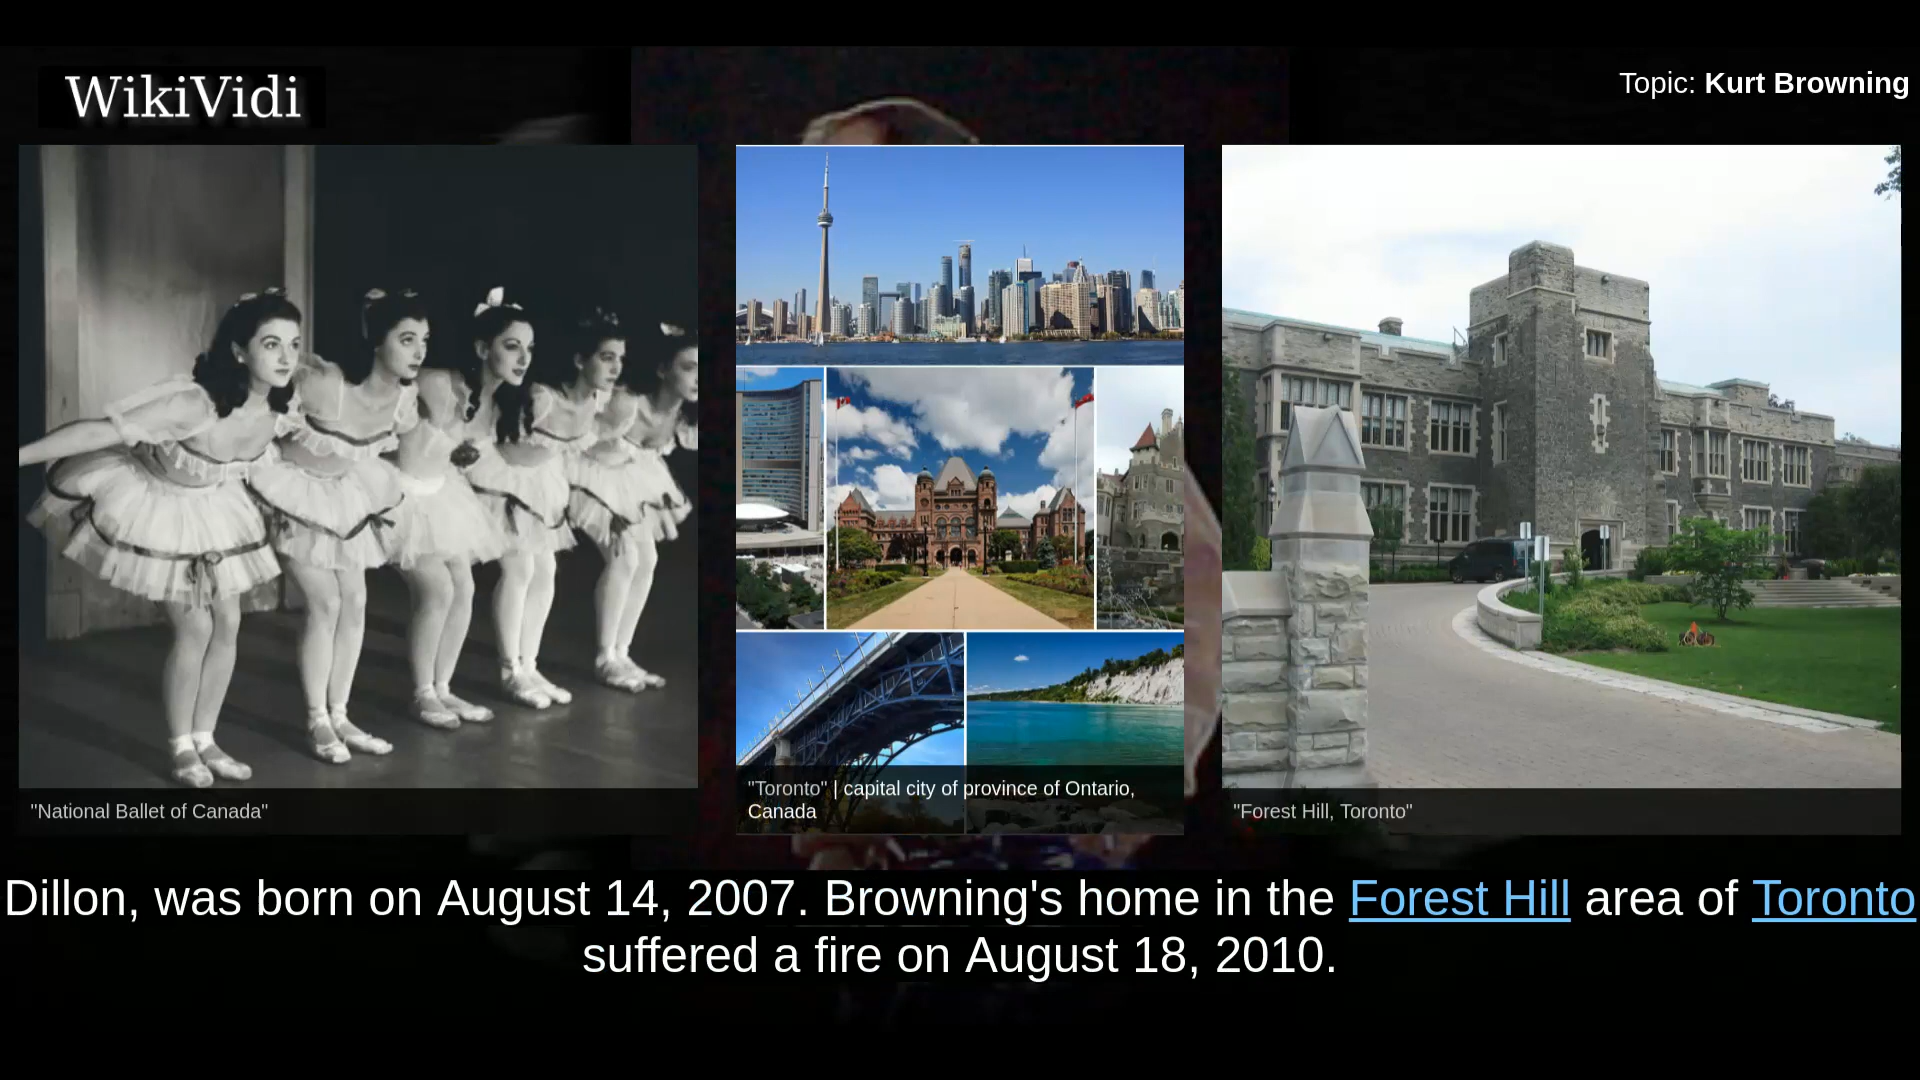 WikiVidi
Topic: Kurt Browning
"National Ballet of Canada"
"Toronto" | capital city of province of Ontario,
Canada
"Forest Hill, Toronto"
Dillon, was born on August 14, 2007. Browning's home in the Forest Hill area of Toronto
suffered a fire on August 18, 2010.